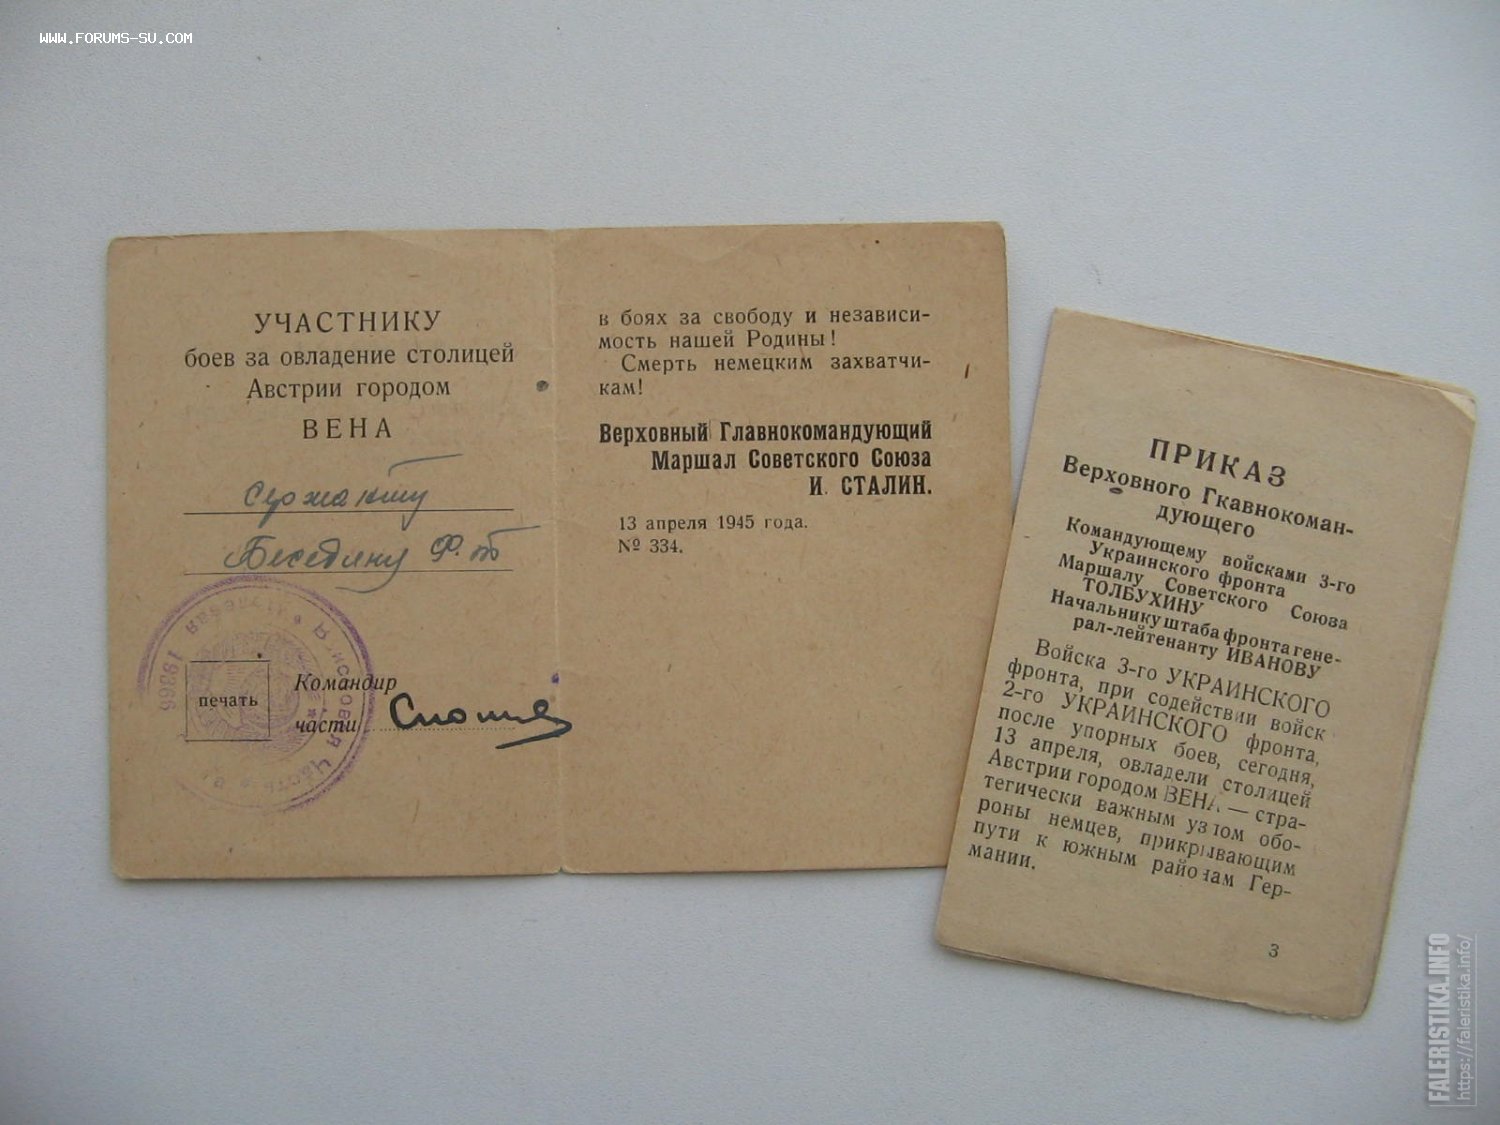 WWW.FORUMS-SU.COM
УЧАСТНИКУ
боев за овладение столицей
Австрии городом
ВЕНА
Сержанту
Беседину Ф.
Полевая 18366
печать
Командир
части
в боях за свободу и независи-
мость нашей Родины!
Смерть немецким захватчи-
кам!
Верховный Главнокомандующий
Маршал Советского Союза
И. СТАЛИН.
13 апреля 1945 года.
№ 334.
ПРИКАЗ
Верховного Гкавнокоман-
дующего
Командующему войсками 3-го
Украинского фронта
Маршалу Советского Союза
ТОЛБУХИНУ
Начальнику штаба фронта гене-
рал-лейтенанту ИВАНОВУ
Войска 3-го УКРАИНСКОГО
фронта, при содействии войск
2-го УКРАИНСКОГО фронта,
после упорных боев, сегодня,
13 апреля, овладели столицей
Австрии городом ВЕНА — стра-
тегически важным узлом обо-
роны немцев, прикрывающим
пути к южным районам Гер-
мании.
3
FALERISTIKA.INFO
https://faleristika.info/